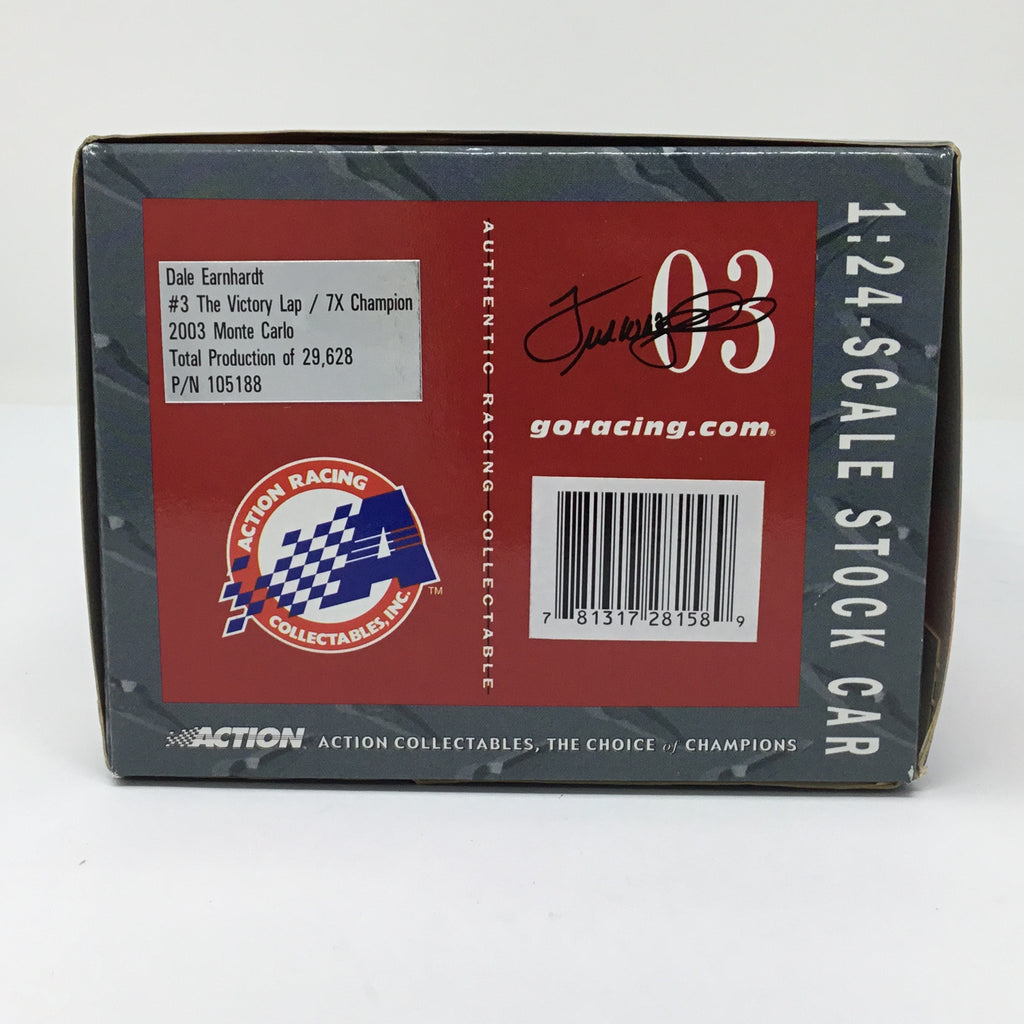 Dale Earnhardt
#3 The Victory Lap / 7X Champion
2003 Monte Carlo
Total Production of 29,628
P/N 105188
ACTION RACING
COLLECTABLES, INC.
A
TM
AUTHENTIC RACING COLLECTABLE
03
goracing.com®
7 81317 28158 9
1:24-SCALE STOCK CAR
ACTION
ACTION COLLECTABLES, THE CHOICE of CHAMPIONS